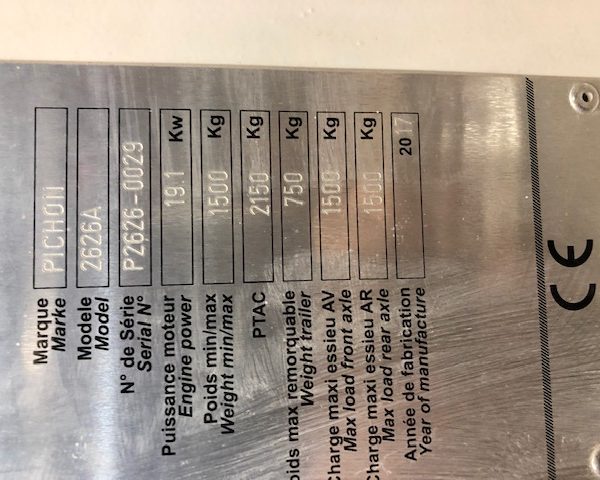 Marque PICHON
Marke
Modele 2626A
Model
N° de Série P2626-0029
Serial N°
Puissance moteur 19.1 Kw
Engine power
Poids min/max 1500 Kg
Weight min/max
PTAC 2150 Kg
oids max remorquable 750 Kg
Weight trailer
Charge maxi essieu AV 1500 Kg
Max load front axle
Charge maxi essieu AR 1500 Kg
Max load rear axle
Année de fabrication 2017
Year of manufacture
CE